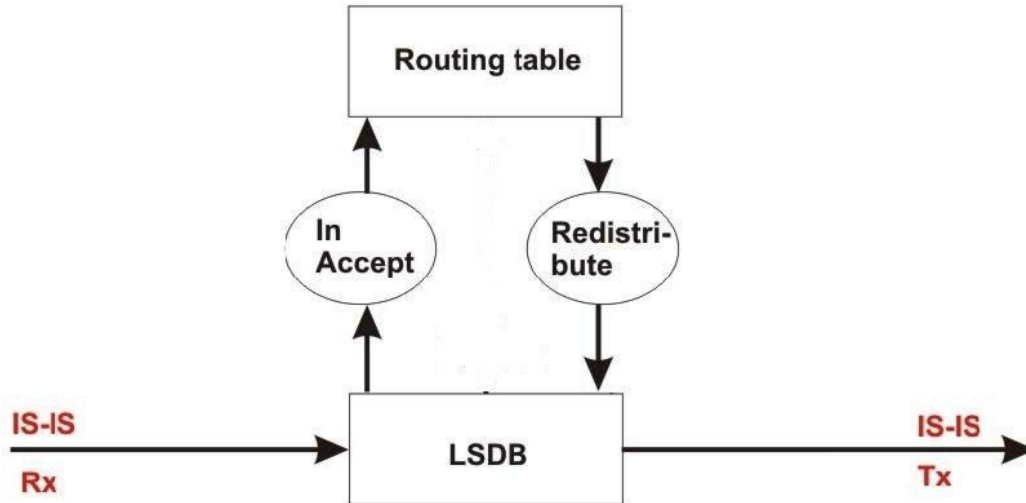 Routing table
In
Accept
Redistri-
bute
IS-IS
Rx
LSDB
IS-IS
Tx